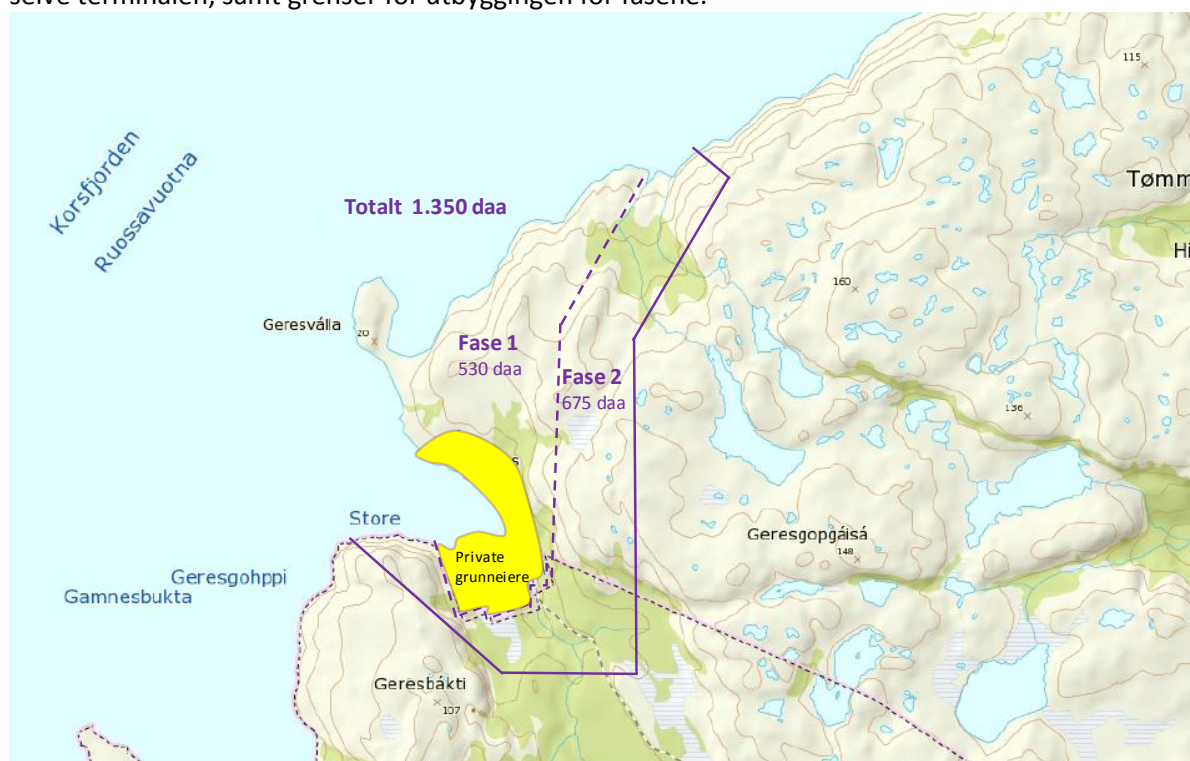 selve terminalen, samt grenser for utbyggingen for fasene.
115
Korsfjorden
Ruossavuotna
Tømm
Totalt 1.350 daa
Hi
160
Geresválla
20
Fase 1
530 daa
Fase 2
675 daa
136
s
Store
Geresgopgáisá
148
Private
grunneiere
Geresgohppi
Gamnesbukta
Geresbákti
107